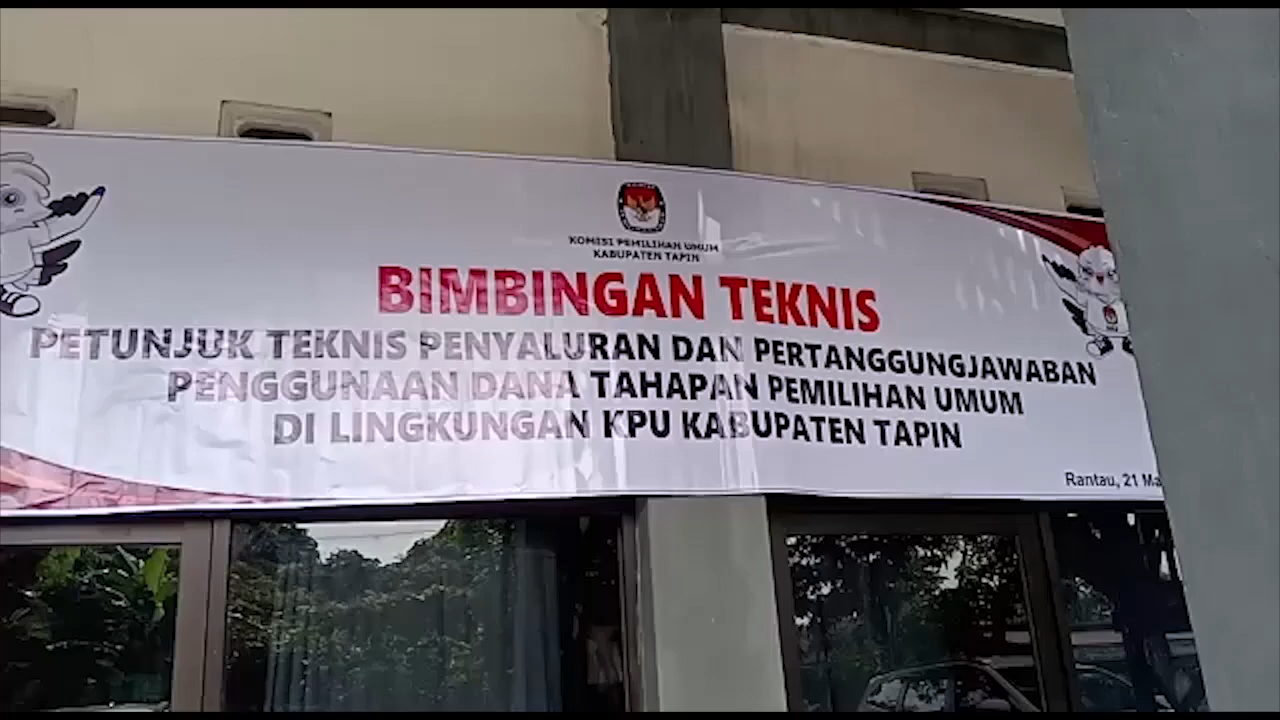 KOMISI PEMILIHAN UMUM
KABUPATEN TAPIN
BIMBINGAN TEKNIS
PETUNJUK TEKNIS PENYALURAN DAN PERTANGGUNGJAWABAN
PENGGUNAAN DANA TAHAPAN PEMILIHAN UMUM
DI LINGKUNGAN KPU KABUPATEN TAPIN
Rantau, 21 Ma